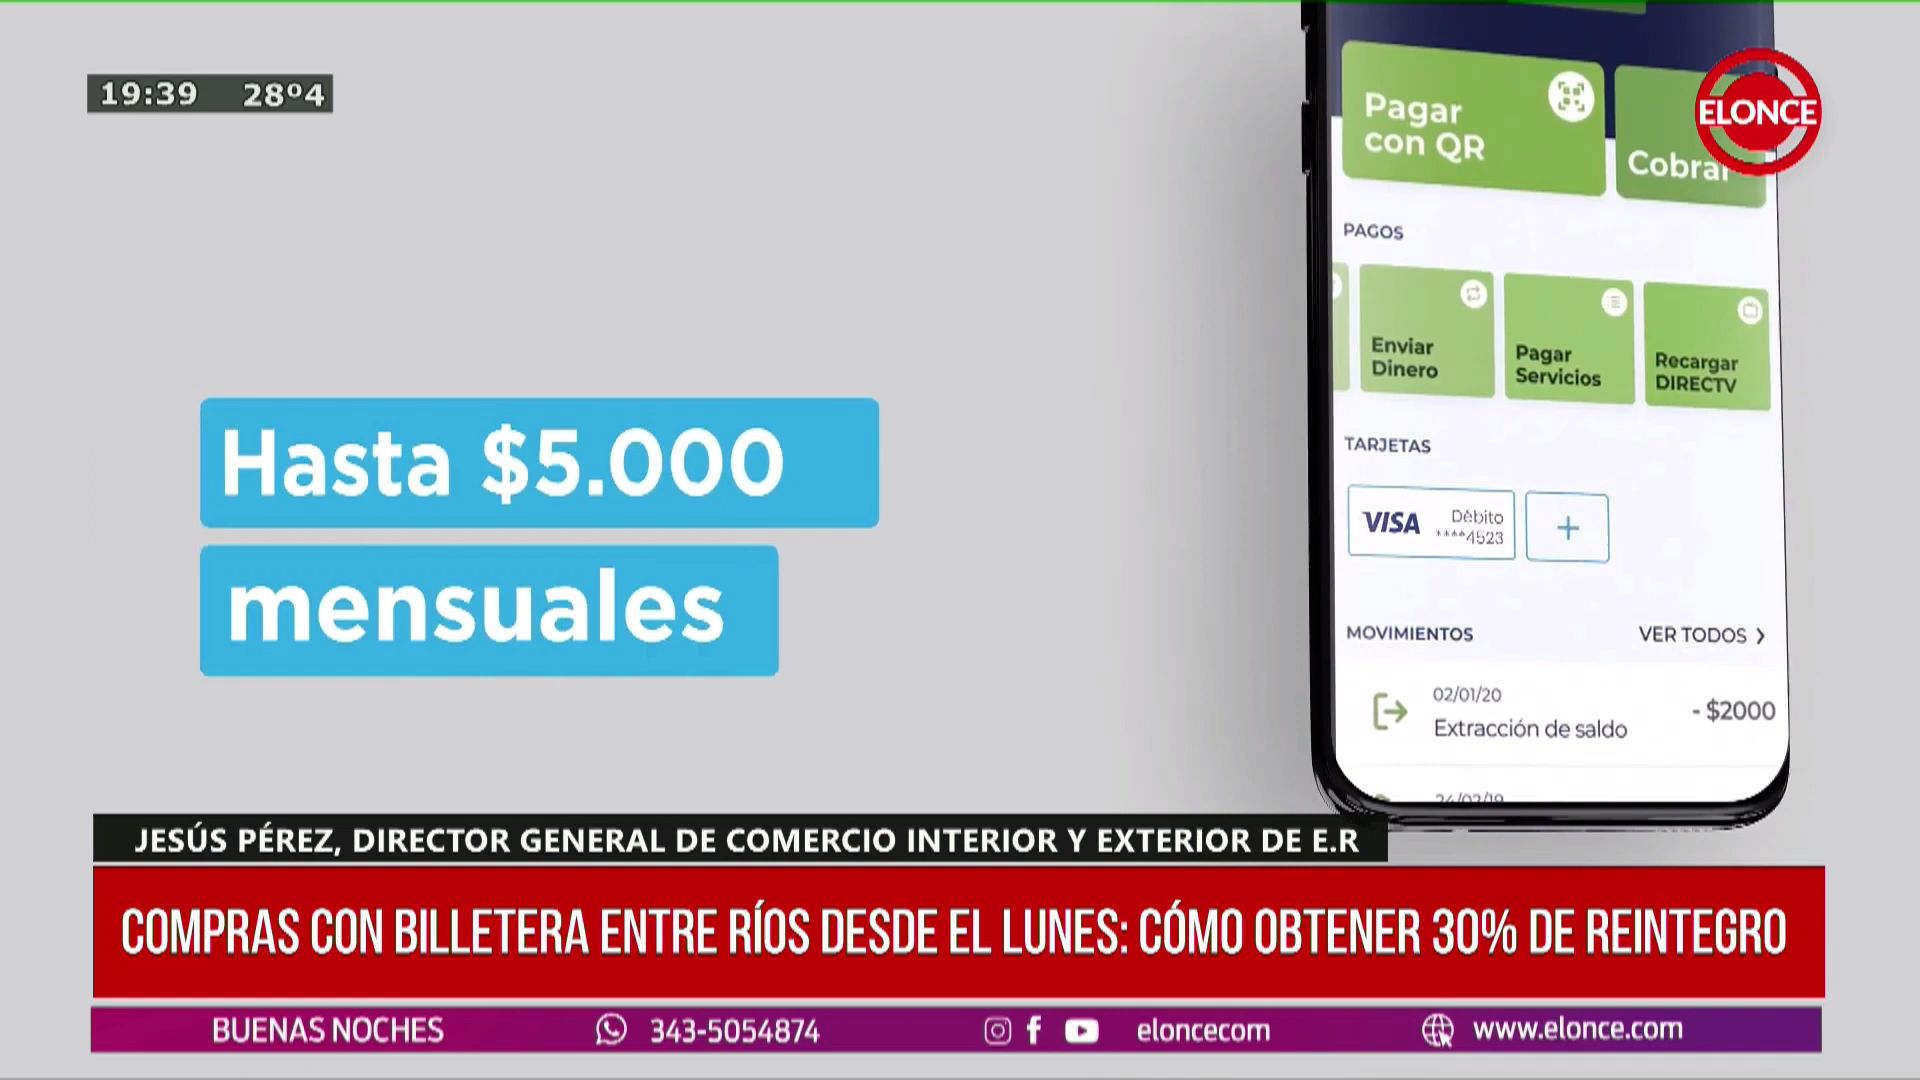 19:39 28º4
ELONCE
Pagar
con QR
Cobrar
PAGOS
Enviar
Dinero
Pagar
Servicios
Recargar
DIRECTV
TARJETAS
VISA
Débito
****4523
+
MOVIMIENTOS
VER TODOS
02/01/20
Extracción de saldo
- $2000
Hasta $5.000
mensuales
JESÚS PÉREZ, DIRECTOR GENERAL DE COMERCIO INTERIOR Y EXTERIOR DE E.R
COMPRAS CON BILLETERA ENTRE RÍOS DESDE EL LUNES: CÓMO OBTENER 30% DE REINTEGRO
BUENAS NOCHES 343-5054874 eloncecom www.elonce.com